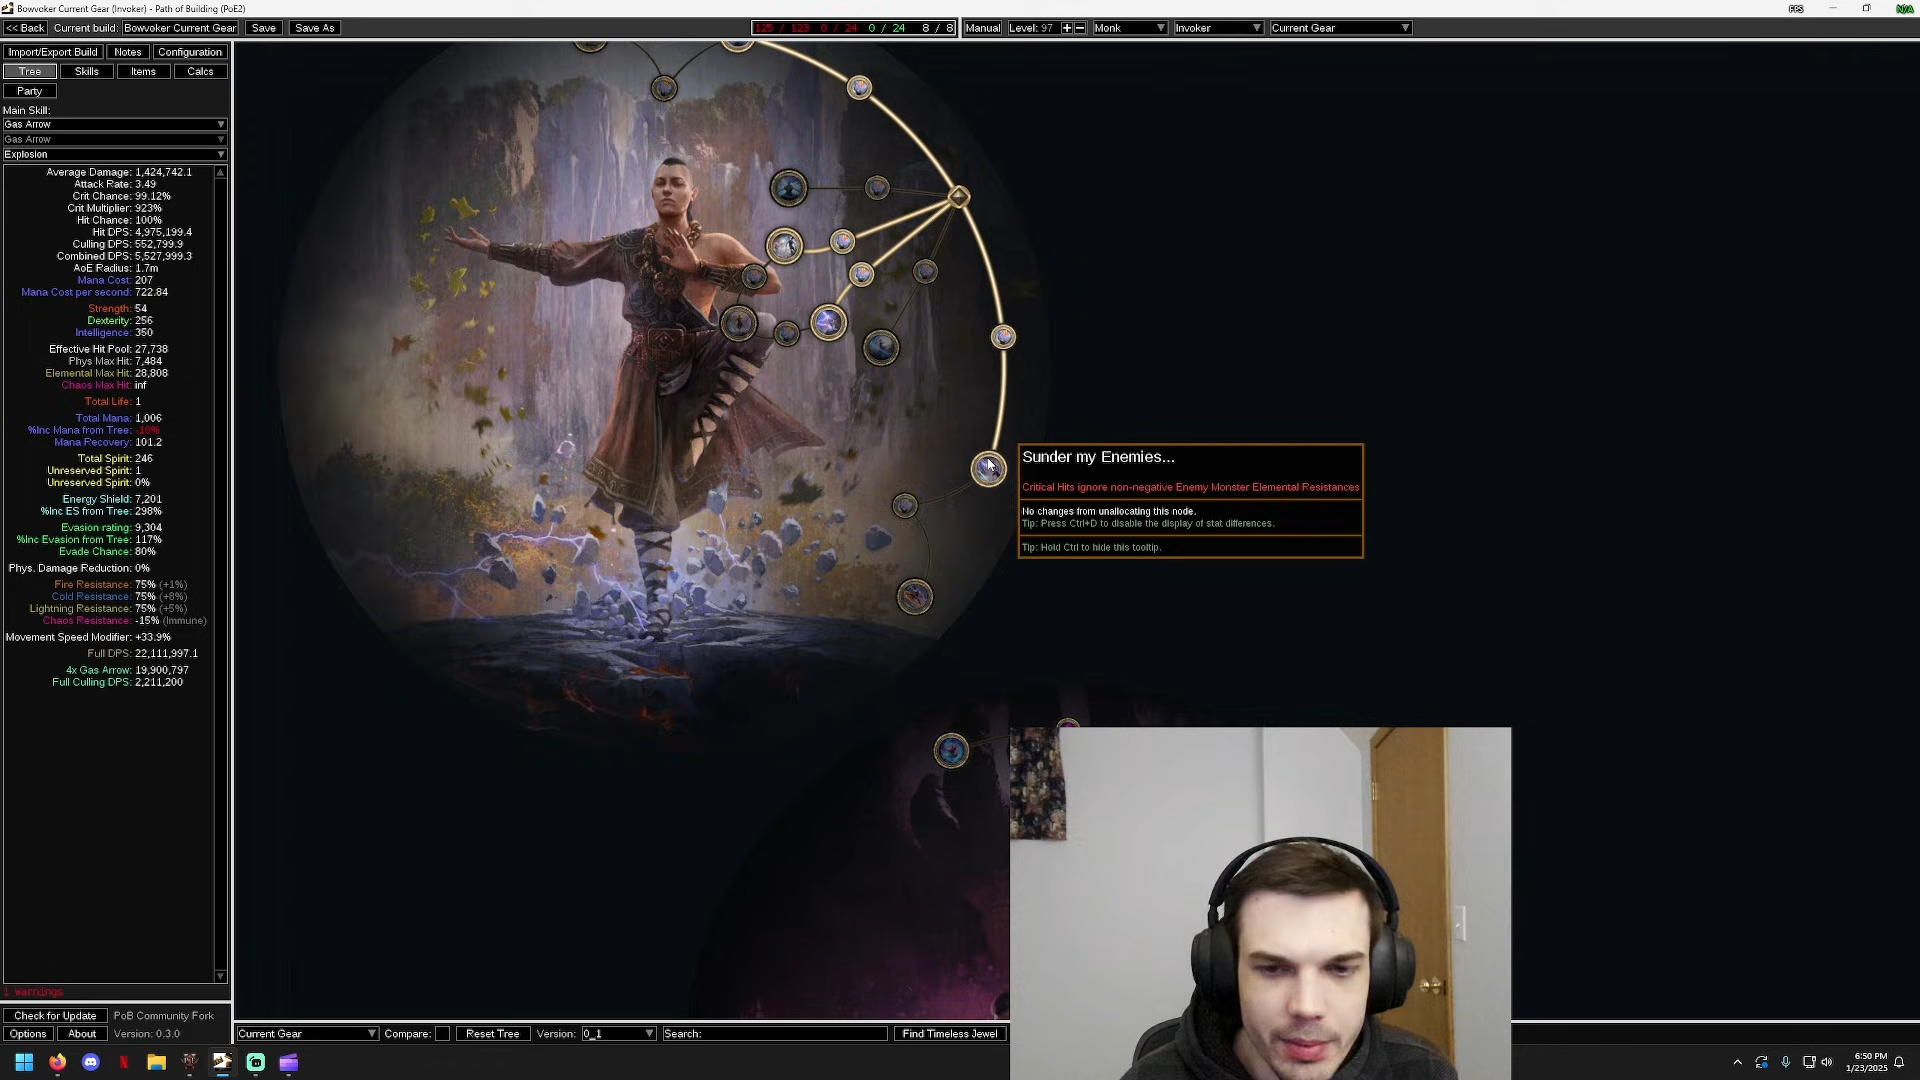 Bowvoker Current Gear (Invoker) - Path of Building (PoE2)
FPS
N/A
<< Back
Current build:
Bowvoker Current Gear
Save
Save As
125 / 123 0 / 24 0 / 24 8 / 8
Manual
Level: 97
+
-
Monk
Invoker
Current Gear
Import/Export Build
Notes
Configuration
Tree
Skills
Items
Calcs
Party
Main Skill:
Gas Arrow
Gas Arrow
Explosion
Average Damage: 1,424,742.1
Attack Rate: 3.49
Crit Chance: 99.12%
Crit Multiplier: 923%
Hit Chance: 100%
Hit DPS: 4,975,199.4
Culling DPS: 552,799.9
Combined DPS: 5,527,999.3
AoE Radius: 1.7m
Mana Cost: 207
Mana Cost per second: 722.84
Strength: 54
Dexterity: 256
Intelligence: 350
Effective Hit Pool: 27,738
Phys Max Hit: 7,484
Elemental Max Hit: 28,808
Chaos Max Hit: inf
Total Life: 1
Total Mana: 1,006
%Inc Mana from Tree: -10%
Mana Recovery: 101.2
Total Spirit: 246
Unreserved Spirit: 1
Unreserved Spirit: 0%
Energy Shield: 7,201
%Inc ES from Tree: 298%
Evasion rating: 9,304
%Inc Evasion from Tree: 117%
Evade Chance: 80%
Phys. Damage Reduction: 0%
Fire Resistance: 75% (+1%)
Cold Resistance: 75% (+8%)
Lightning Resistance: 75% (+5%)
Chaos Resistance: -15% (Immune)
Movement Speed Modifier: +33.9%
Full DPS: 22,111,997.1
4x Gas Arrow: 19,900,797
Full Culling DPS: 2,211,200
Sunder my Enemies...
Critical Hits ignore non-negative Enemy Monster Elemental Resistances
No changes from unallocating this node.
Tip: Press Ctrl+D to disable the display of stat differences.
Tip: Hold Ctrl to hide this tooltip.
1 Warnings
Check for Update
PoB Community Fork
Options
About
Version: 0.3.0
Current Gear
Compare:
Reset Tree
Version:
0_1
Search:
Find Timeless Jewel
6:50 PM
1/23/2025